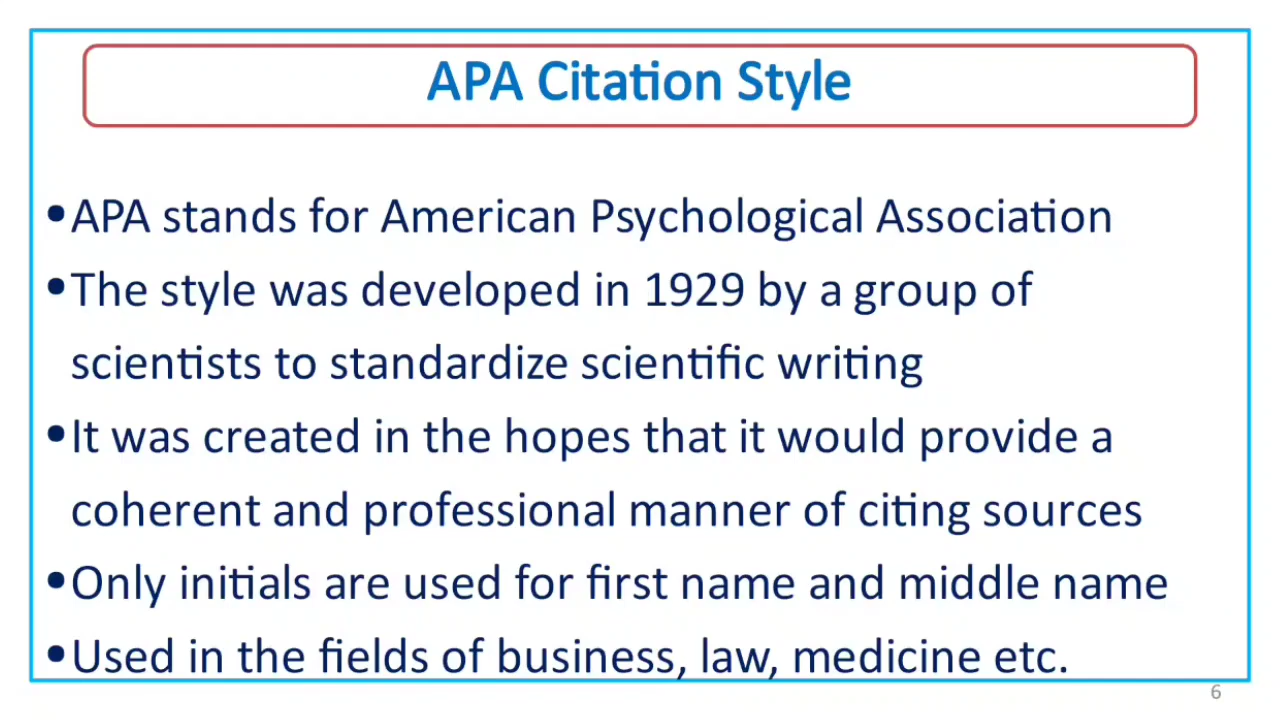 APA Citation Style
•APA stands for American Psychological Association
•The style was developed in 1929 by a group of
scientists to standardize scientific writing
•It was created in the hopes that it would provide a
coherent and professional manner of citing sources
•Only initials are used for first name and middle name
•Used in the fields of business, law, medicine etc.
6